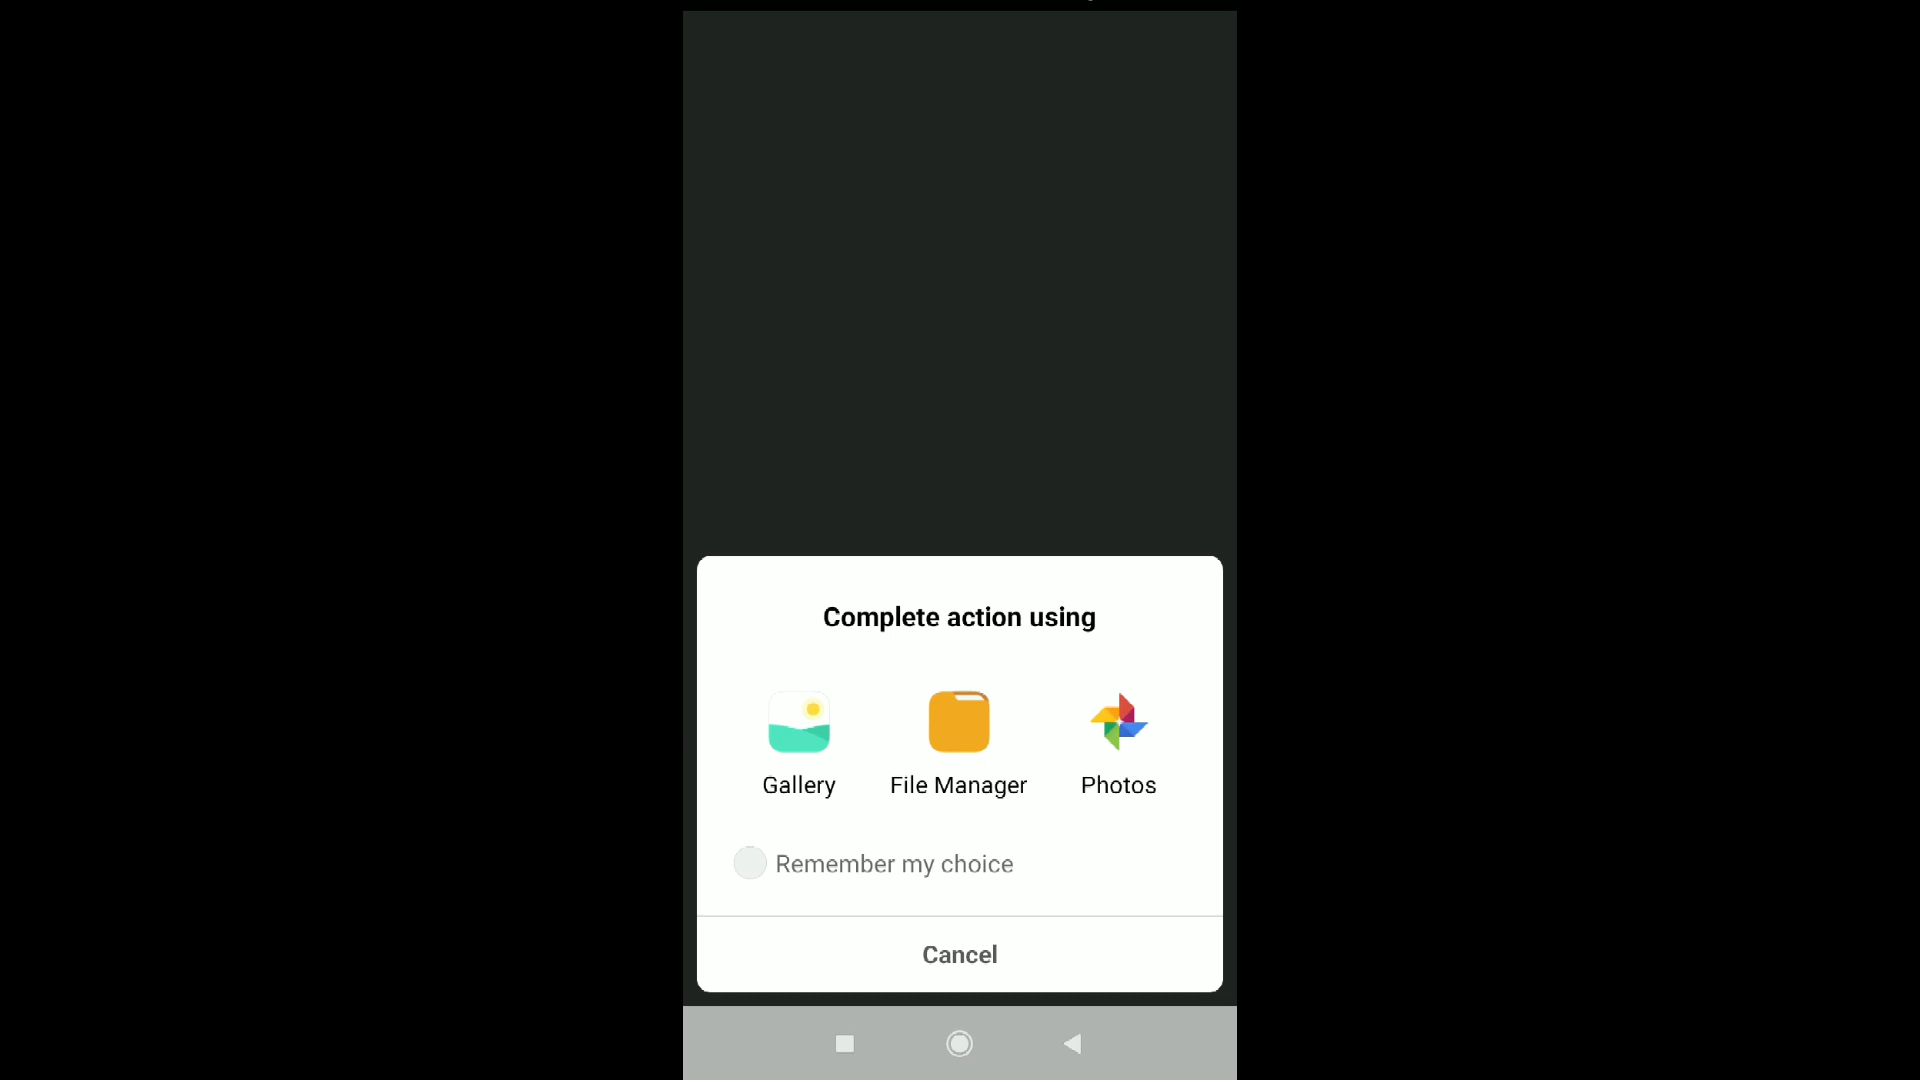 Complete action using
Gallery
File Manager
Photos
Remember my choice
Cancel